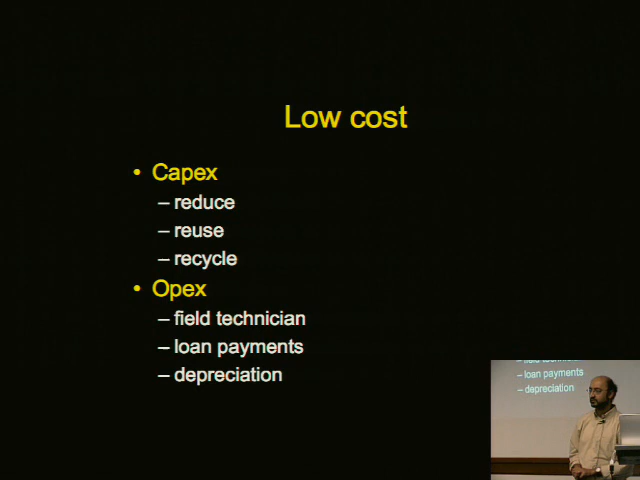 Low cost
• Capex
– reduce
– reuse
– recycle
• Opex
– field technician
– loan payments
– depreciation
– loan payments
– depreciation